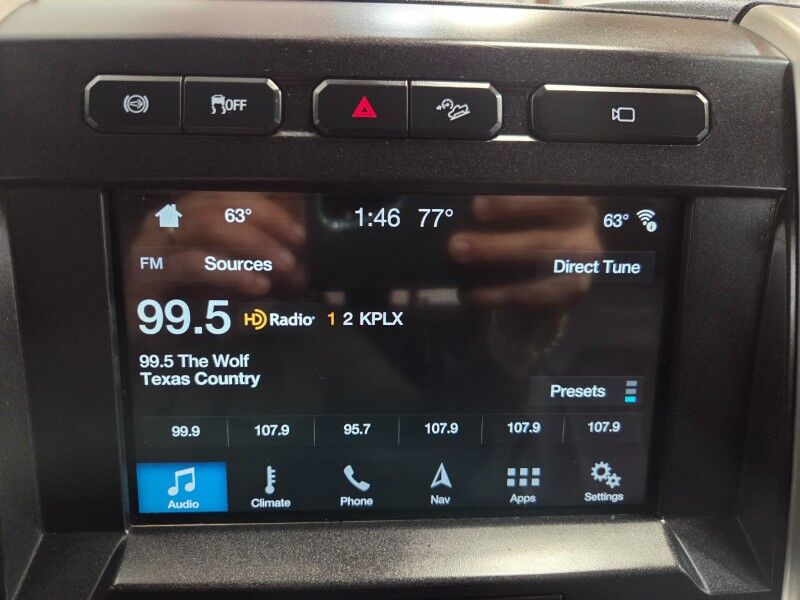 OFF
63° 1:46 77° 63°
FM Sources Direct Tune
99.5 HD Radio 1 2 KPLX
99.5 The Wolf
Texas Country
Presets
99.9 107.9 95.7 107.9 107.9 107.9
Audio Climate Phone Nav Apps Settings